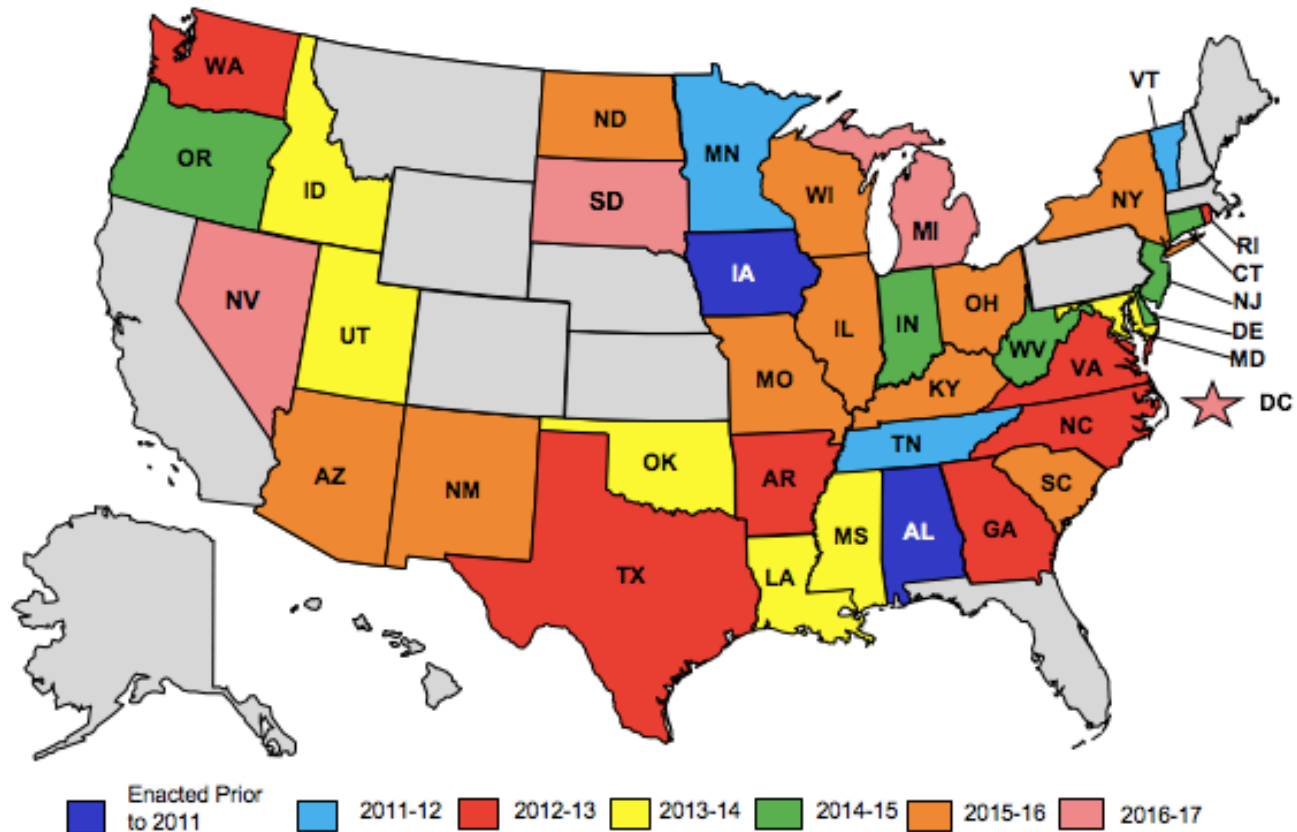 WA
VT
ND
MN
OR
ID
WI
NY
SD
MI
RI
CT
IA
NV
NJ
OH
UT
IL
IN
DE
WV
MD
VA
MO
KY
DC
NC
TN
OK
AZ
AR
SC
NM
MS
AL
GA
TX
LA
Enacted Prior
to 2011
2011-12
2012-13
2013-14
2014-15
2015-16
2016-17